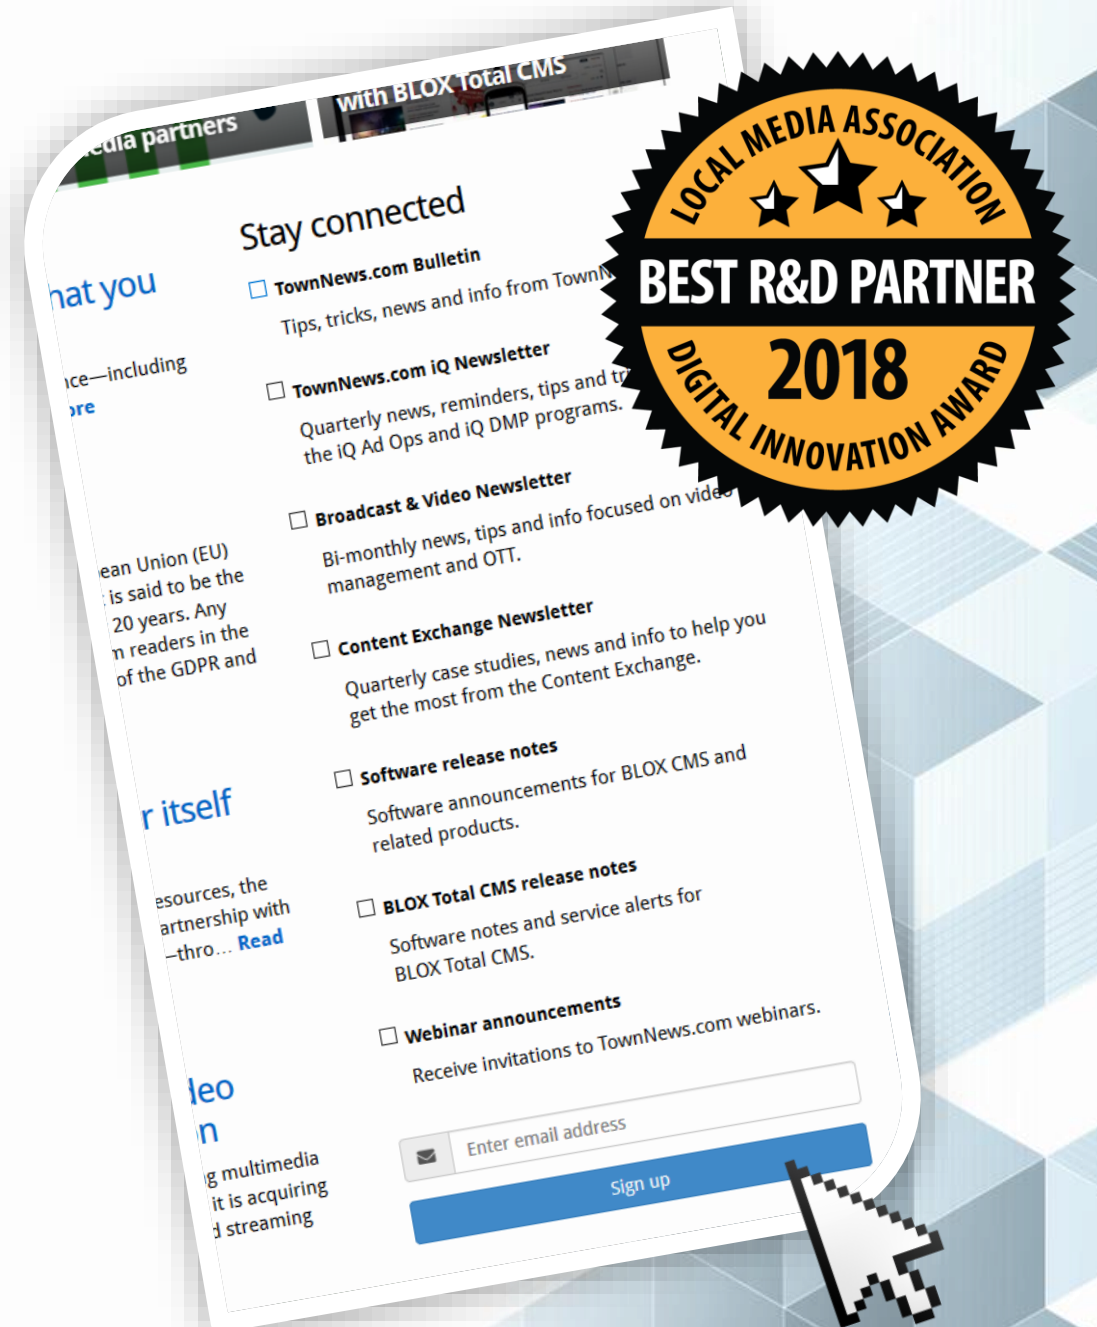 media partners
with BLOX Total CMS
you
—including
Union (EU)
is said to be the
20 years. Any
readers in the
of the GDPR and
itself
the
with
—thro… Read
multimedia
it is acquiring
streaming
Stay connected
TownNews.com Bulletin
Tips, tricks, news and info from
TownNews.com iQ Newsletter
Quarterly news, reminders, tips and
the iQ Ad Ops and iQ DMP programs.
Broadcast & Video Newsletter
Bi-monthly news, tips and info focused on video
management and OTT.
Content Exchange Newsletter
Quarterly case studies, news and info to help you
get the most from the Content Exchange.
Software release notes
Software announcements for BLOX CMS and
related products.
BLOX Total CMS release notes
Software notes and service alerts for
BLOX Total CMS.
Webinar announcements
Receive invitations to TownNews.com webinars.
Enter email address
Sign up
LOCAL MEDIA ASSOCIATION
BEST R&D PARTNER
2018
DIGITAL INNOVATION AWARD